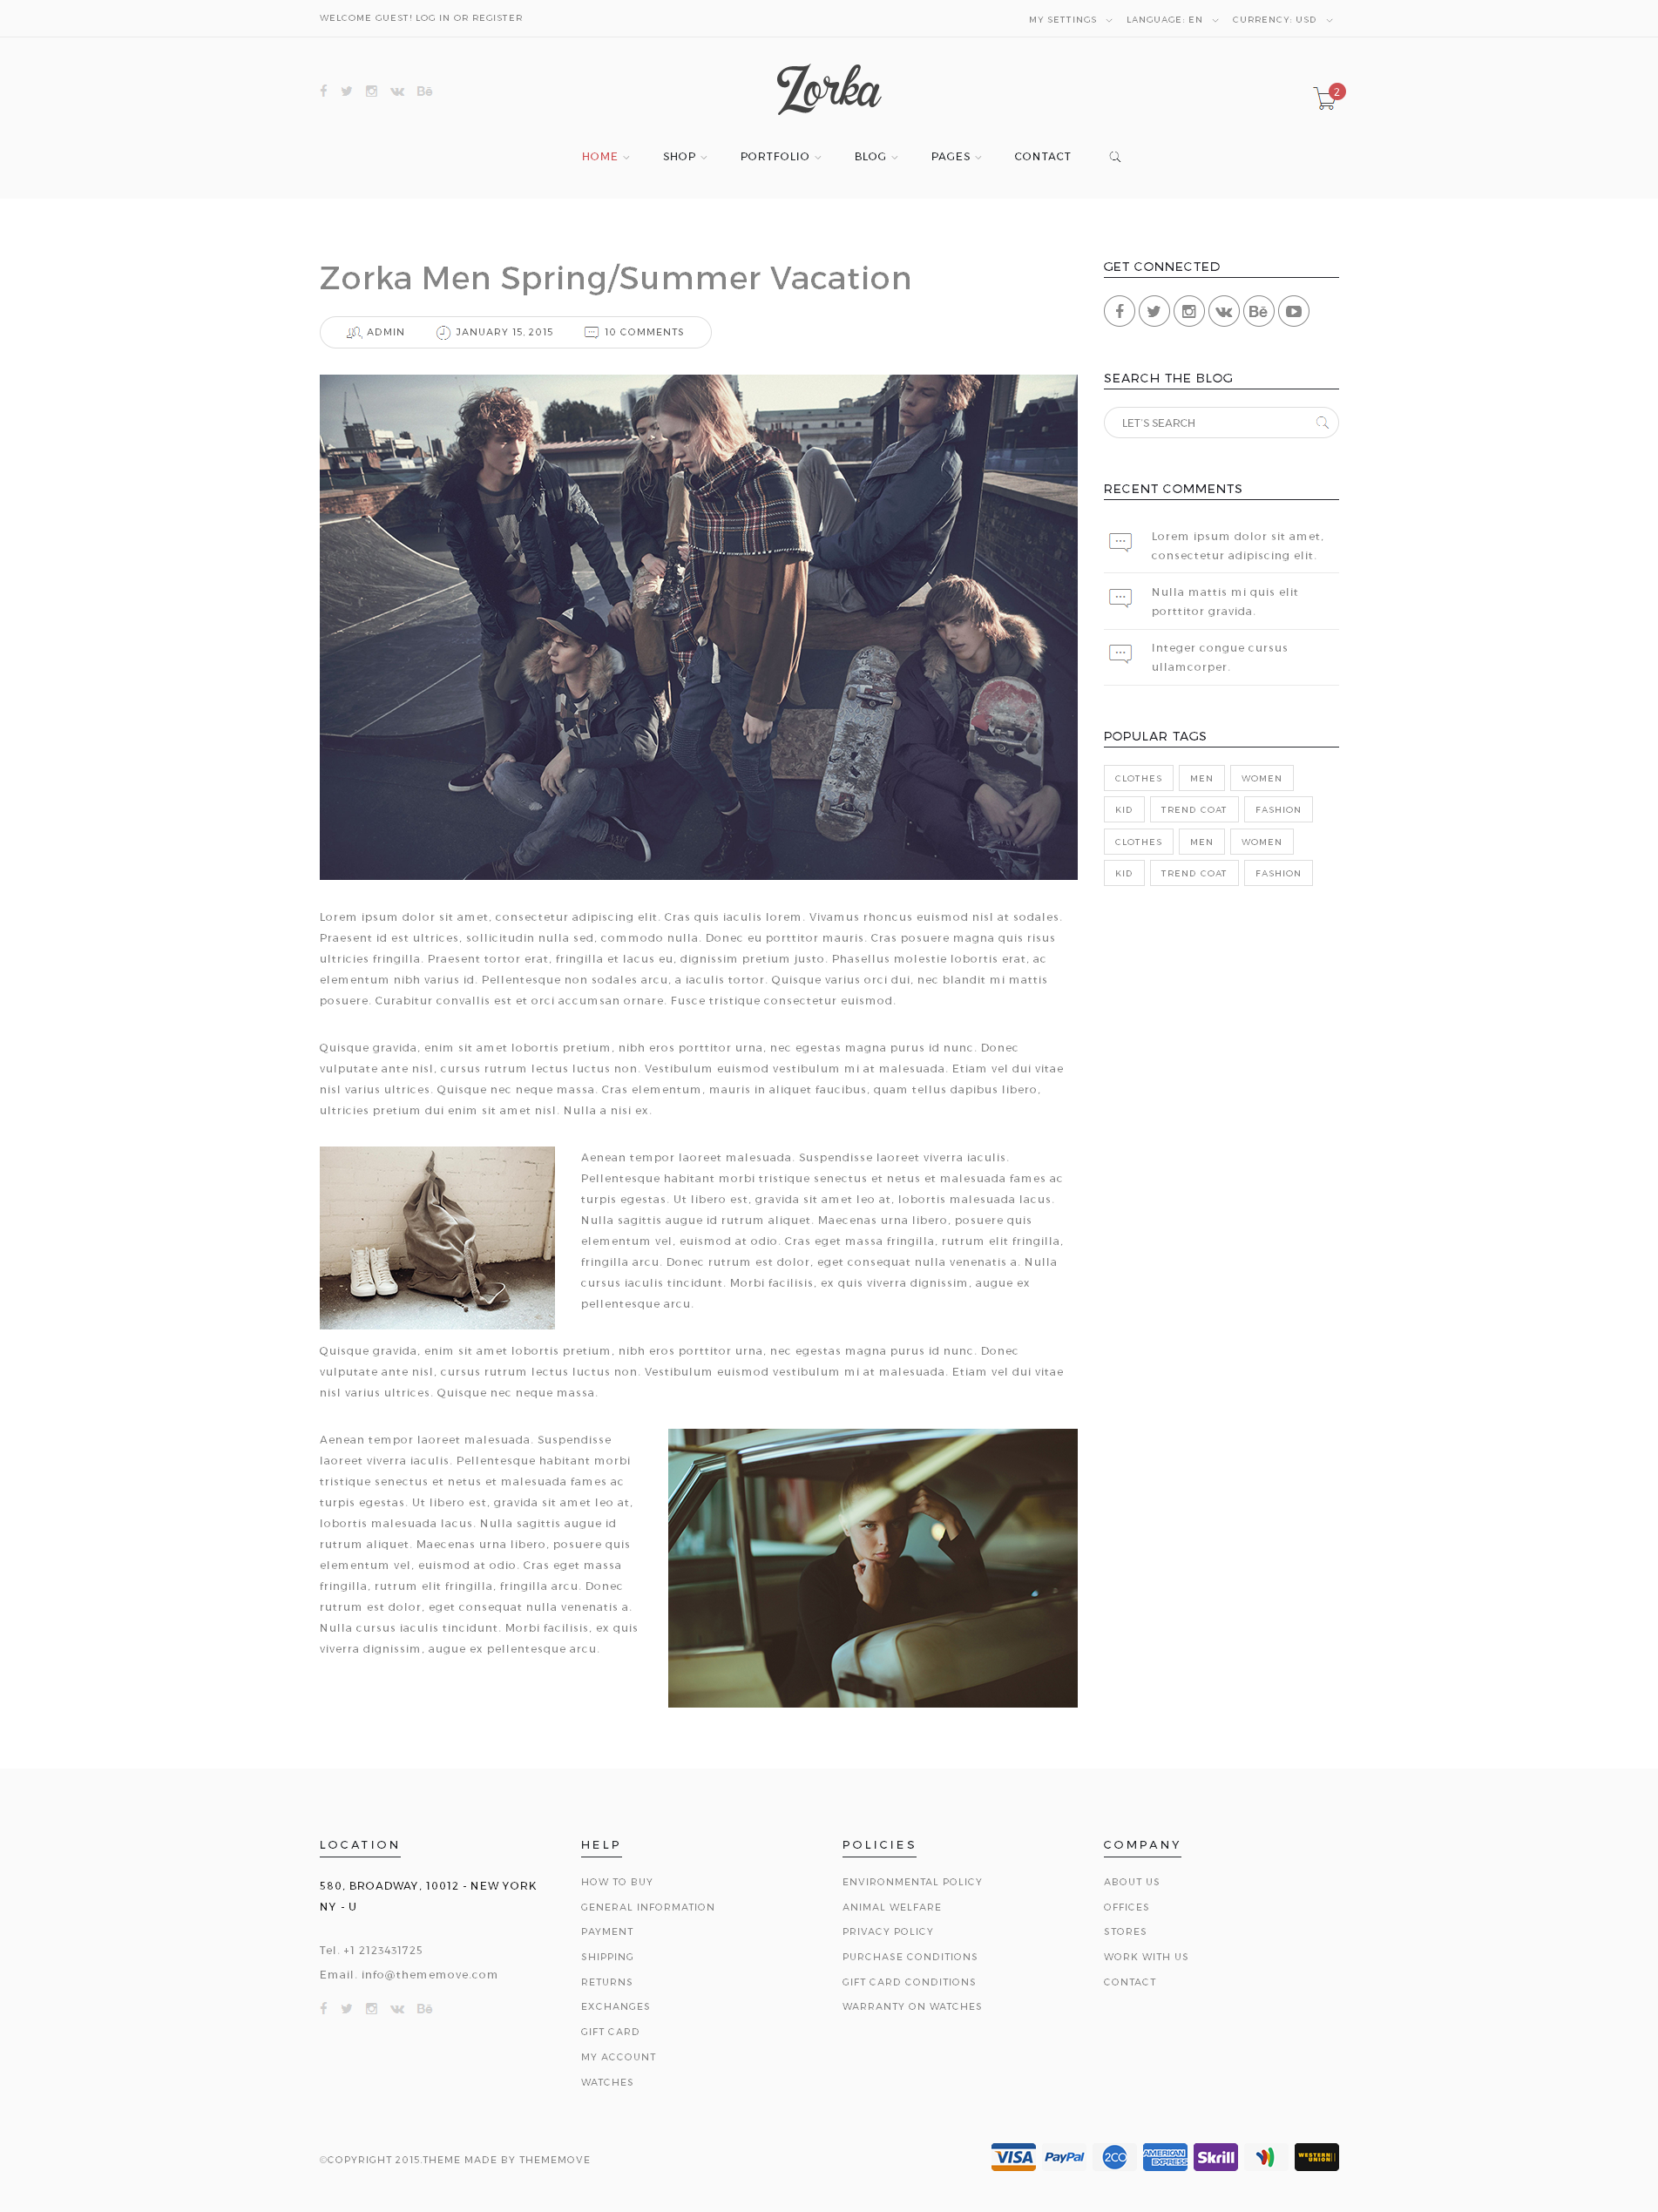 WELCOME GUEST! LOG IN OR REGISTER
MY SETTINGS LANGUAGE: EN CURRENCY: USD
Zorka
2
HOME SHOP PORTFOLIO BLOG PAGES CONTACT
Zorka Men Spring/Summer Vacation
ADMIN JANUARY 15, 2015 10 COMMENTS
Lorem ipsum dolor sit amet, consectetur adipiscing elit. Cras quis iaculis lorem. Vivamus rhoncus euismod nisl at sodales.
Praesent id est ultrices, sollicitudin nulla sed, commodo nulla. Donec eu porttitor mauris. Cras posuere magna quis risus
ultricies fringilla. Praesent tortor erat, fringilla et lacus eu, dignissim pretium justo. Phasellus molestie lobortis erat, ac
elementum nibh varius id. Pellentesque non sodales arcu, a iaculis tortor. Quisque varius orci dui, nec blandit mi mattis
posuere. Curabitur convallis est et orci accumsan ornare. Fusce tristique consectetur euismod.
Quisque gravida, enim sit amet lobortis pretium, nibh eros porttitor urna, nec egestas magna purus id nunc. Donec
vulputate ante nisl, cursus rutrum lectus luctus non. Vestibulum euismod vestibulum mi at malesuada. Etiam vel dui vitae
nisl varius ultrices. Quisque nec neque massa. Cras elementum, mauris in aliquet faucibus, quam tellus dapibus libero,
ultricies pretium dui enim sit amet nisl. Nulla a nisi ex.
Aenean tempor laoreet malesuada. Suspendisse laoreet viverra iaculis.
Pellentesque habitant morbi tristique senectus et netus et malesuada fames ac
turpis egestas. Ut libero est, gravida sit amet leo at, lobortis malesuada lacus.
Nulla sagittis augue id rutrum aliquet. Maecenas urna libero, posuere quis
elementum vel, euismod at odio. Cras eget massa fringilla, rutrum elit fringilla,
fringilla arcu. Donec rutrum est dolor, eget consequat nulla venenatis a. Nulla
cursus iaculis tincidunt. Morbi facilisis, ex quis viverra dignissim, augue ex
pellentesque arcu.
Quisque gravida, enim sit amet lobortis pretium, nibh eros porttitor urna, nec egestas magna purus id nunc. Donec
vulputate ante nisl, cursus rutrum lectus luctus non. Vestibulum euismod vestibulum mi at malesuada. Etiam vel dui vitae
nisl varius ultrices. Quisque nec neque massa.
Aenean tempor laoreet malesuada. Suspendisse
laoreet viverra iaculis. Pellentesque habitant morbi
tristique senectus et netus et malesuada fames ac
turpis egestas. Ut libero est, gravida sit amet leo at,
lobortis malesuada lacus. Nulla sagittis augue id
rutrum aliquet. Maecenas urna libero, posuere quis
elementum vel, euismod at odio. Cras eget massa
fringilla, rutrum elit fringilla, fringilla arcu. Donec
rutrum est dolor, eget consequat nulla venenatis a.
Nulla cursus iaculis tincidunt. Morbi facilisis, ex quis
viverra dignissim, augue ex pellentesque arcu.
GET CONNECTED
SEARCH THE BLOG
LET'S SEARCH
RECENT COMMENTS
Lorem ipsum dolor sit amet,
consectetur adipiscing elit.
Nulla mattis mi quis elit
porttitor gravida.
Integer congue cursus
ullamcorper.
POPULAR TAGS
CLOTHES MEN WOMEN
KID TREND COAT FASHION
CLOTHES MEN WOMEN
KID TREND COAT FASHION
LOCATION
580, BROADWAY, 10012 - NEW YORK
NY - U
Tel. +1 2123431725
Email. info@thememove.com
HELP
HOW TO BUY
GENERAL INFORMATION
PAYMENT
SHIPPING
RETURNS
EXCHANGES
GIFT CARD
MY ACCOUNT
WATCHES
POLICIES
ENVIRONMENTAL POLICY
ANIMAL WELFARE
PRIVACY POLICY
PURCHASE CONDITIONS
GIFT CARD CONDITIONS
WARRANTY ON WATCHES
COMPANY
ABOUT US
OFFICES
STORES
WORK WITH US
CONTACT
©COPYRIGHT 2015.THEME MADE BY THEMEMOVE
VISA PayPal 2CO AMERICAN EXPRESS Skrill WESTERN UNION